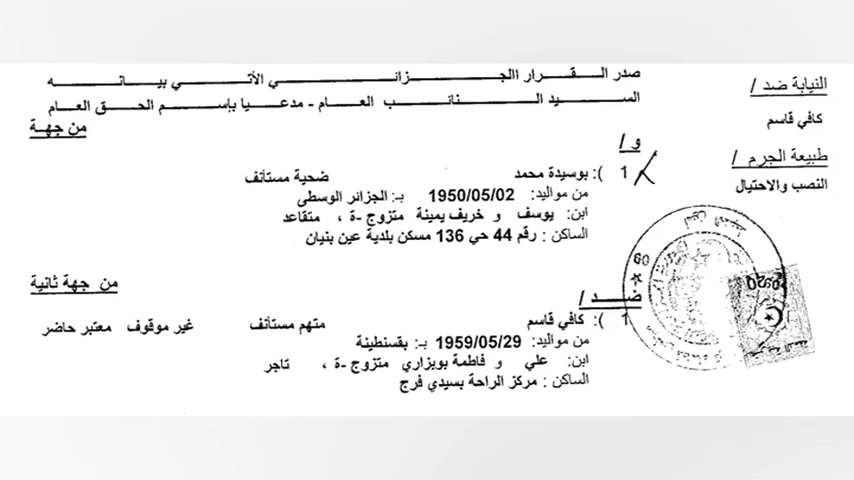 صدر القرار الجزائي الأتي بيانه
السيد النائب العام - مدعيا بإسم الحق العام
من جهة
النيابة ضد /
كافي قاسم
طبيعة الجرم /
النصب والاحتيال
و /
1 ): بوسيدة محمد ضحية مستأنف
من مواليد: 1950/05/02 بـ: الجزائر الوسطى
ابن: يوسف و خريف يمينة متزوج -ة ، متقاعد
الساكن : رقم 44 حي 136 مسكن بلدية عين بنيان
من جهة ثانية
ضد /
1 ): كافي قاسم متهم مستأنف غير موقوف معتبر حاضر
من مواليد: 1959/05/29 بـ: بقسنطينة
ابن: علي و فاطمة بوبزاري متزوج -ة ، تاجر
الساكن : مركز الراحة بسيدي فرج